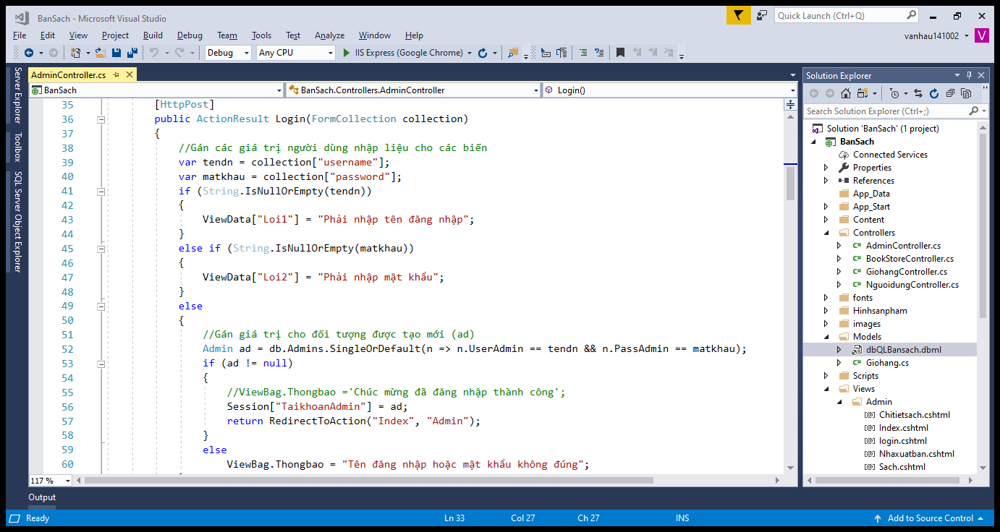 BanSach - Microsoft Visual Studio
Quick Launch (Ctrl+Q)
File Edit View Project Build Debug Team Tools Test Analyze Window Help
vanhau141002
V
Debug Any CPU IIS Express (Google Chrome)
Server Explorer
Toolbox
SQL Server Object Explorer
AdminController.cs
BanSach BanSach.Controllers.AdminController Login()
35 [HttpPost]
36 public ActionResult Login(FormCollection collection)
37 {
38 //Gán các giá trị người dùng nhập liệu cho các biến
39 var tendn = collection["username"];
40 var matkhau = collection["password"];
41 if (String.IsNullOrEmpty(tendn))
42 {
43 ViewData["Loi1"] = "Phải nhập tên đăng nhập";
44 }
45 else if (String.IsNullOrEmpty(matkhau))
46 {
47 ViewData["Loi2"] = "Phải nhập mật khẩu";
48 }
49 else
50 {
51 //Gán giá trị cho đối tượng được tạo mới (ad)
52 Admin ad = db.Admins.SingleOrDefault(n => n.UserAdmin == tendn && n.PassAdmin == matkhau);
53 if (ad != null)
54 {
55 //ViewBag.Thongbao ='Chúc mừng đã đăng nhập thành công';
56 Session["TaikhoanAdmin"] = ad;
57 return RedirectToAction("Index", "Admin");
58 }
59 else
60 ViewBag.Thongbao = "Tên đăng nhập hoặc mật khẩu không đúng";
117 %
Solution Explorer
Search Solution Explorer (Ctrl+;)
Solution 'BanSach' (1 project)
BanSach
Connected Services
Properties
References
App_Data
App_Start
Content
Controllers
C# AdminController.cs
C# BookStoreController.cs
C# GiohangController.cs
C# NguoidungController.cs
fonts
Hinhsanpham
images
Models
dbQLBansach.dbml
C# Giohang.cs
Scripts
Views
Admin
[@] Chitietsach.cshtml
[@] Index.cshtml
[@] login.cshtml
[@] Nhaxuatban.cshtml
[@] Sach.cshtml
Output
Ready Ln 33 Col 27 Ch 27 INS Add to Source Control